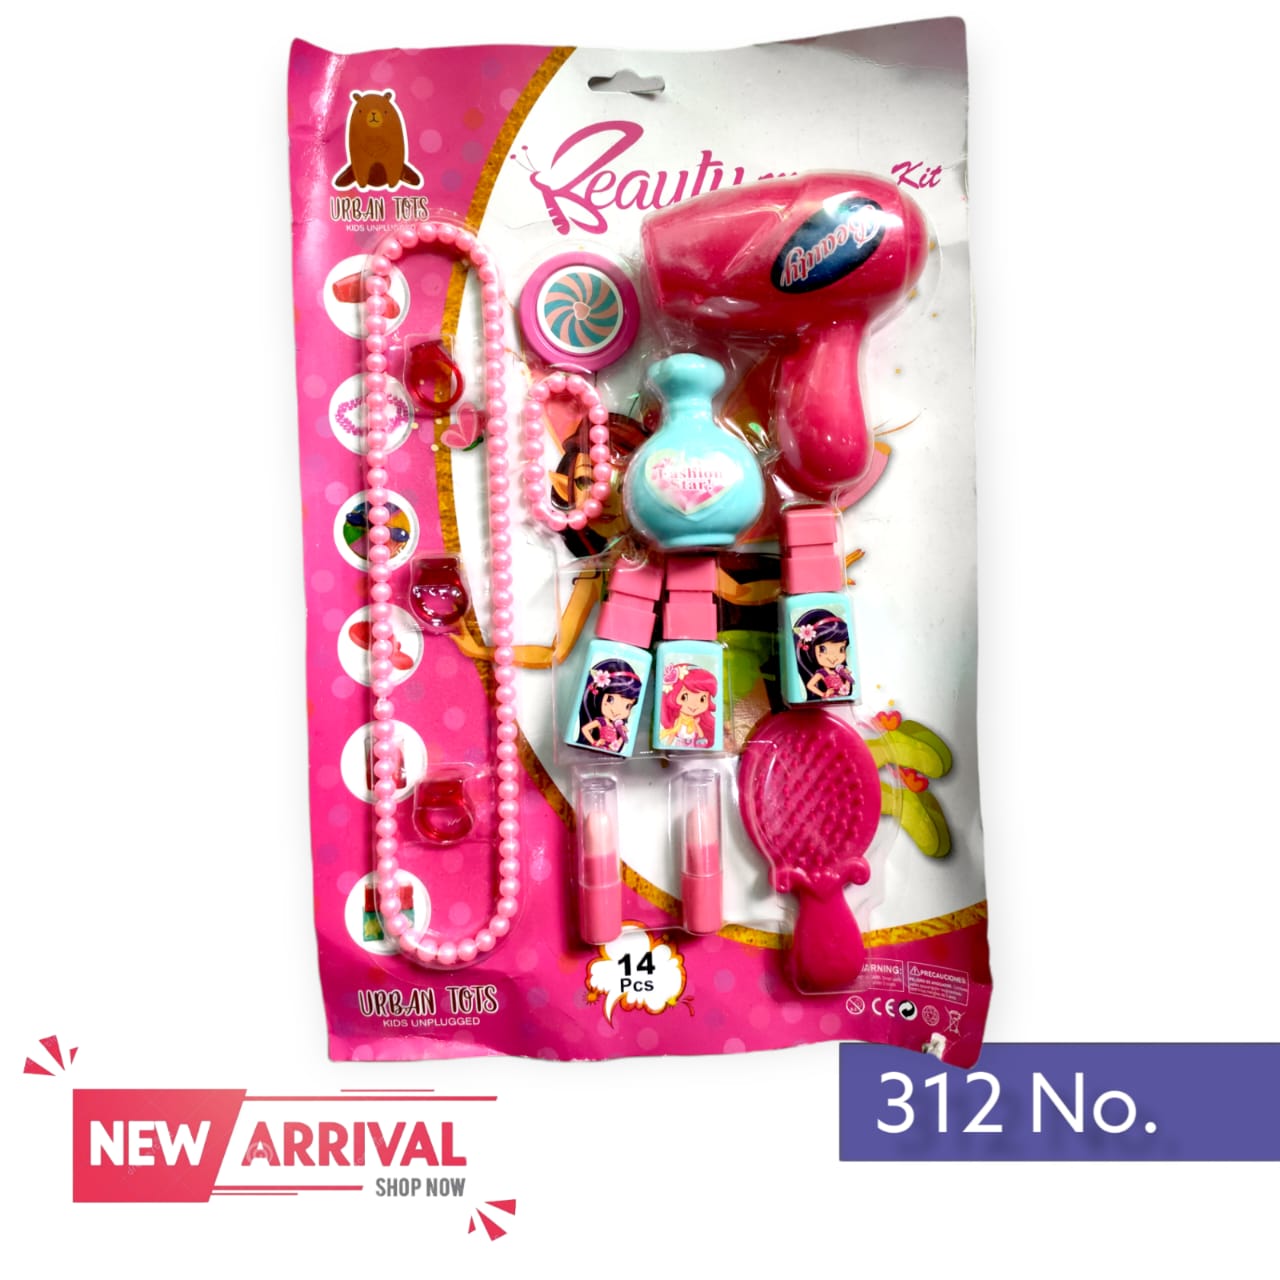 URBAN TOTS
KIDS UNPLUGGED
Beauty
Kit
Beauty
Fashion
Star!
14
Pcs
URBAN TOTS
KIDS UNPLUGGED
WARNING:
PRECAUCIONES
CE
312 No.
NEW ARRIVAL
SHOP NOW